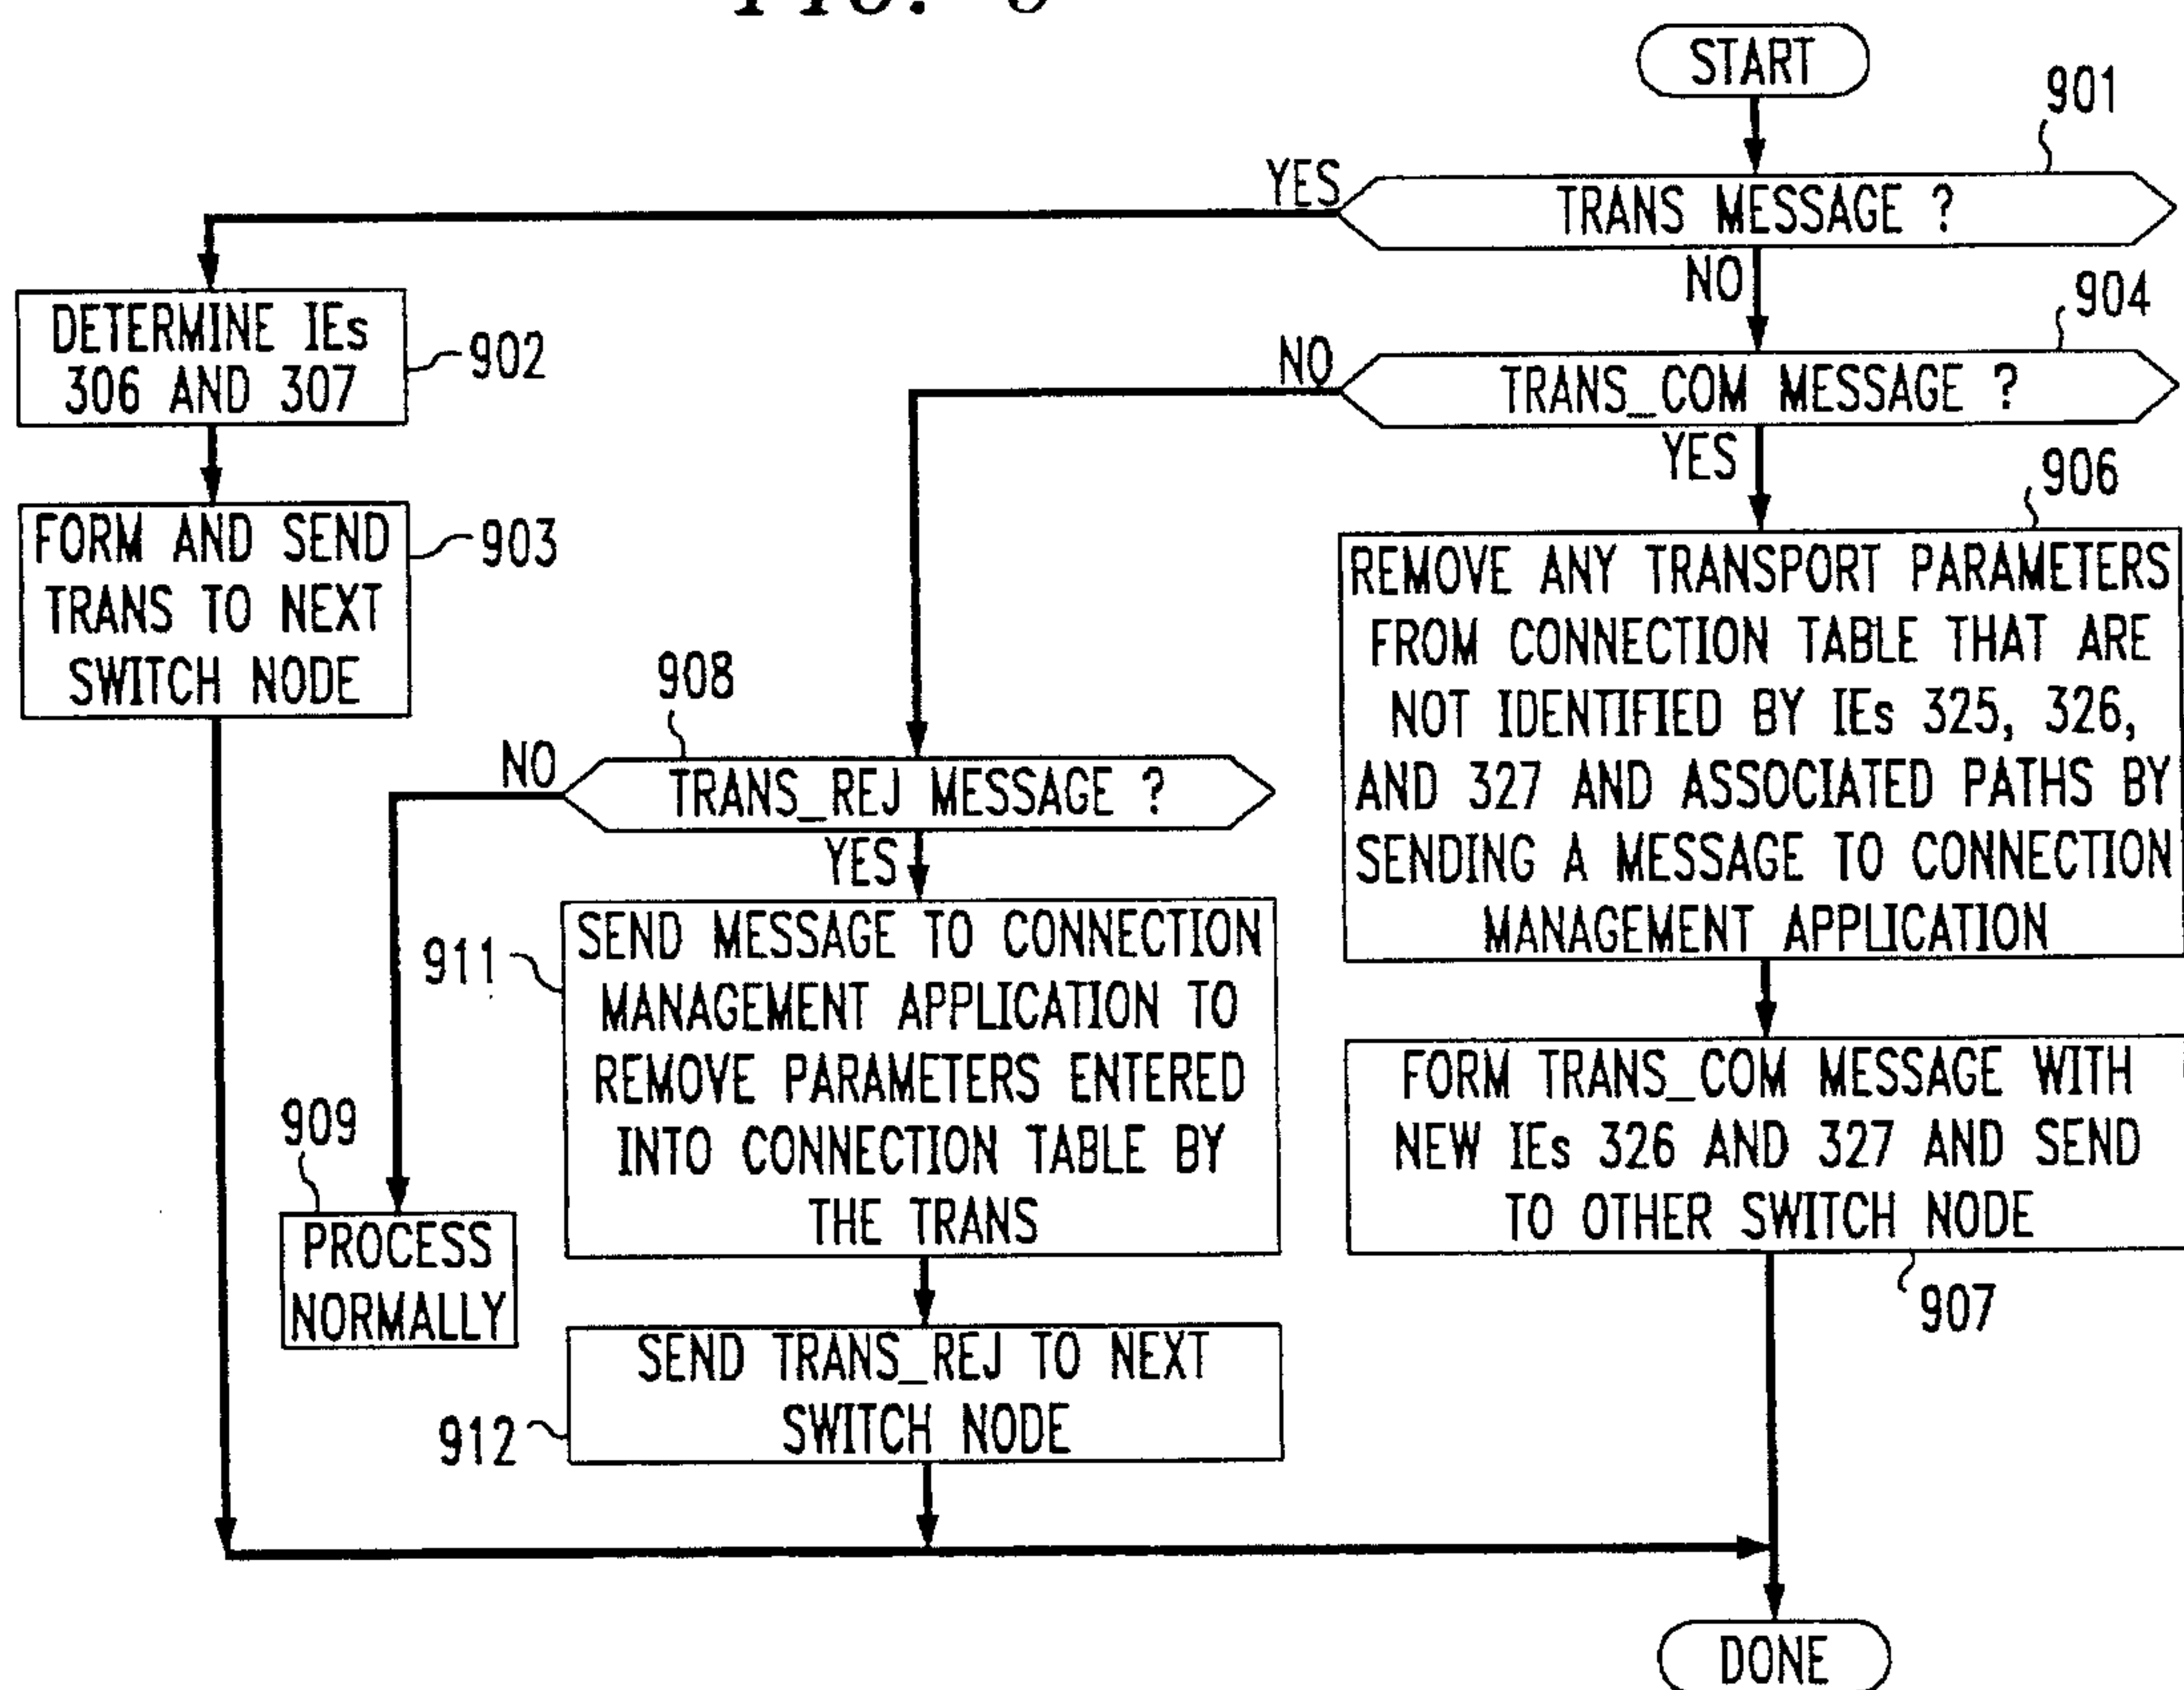 START
901
YES
TRANS MESSAGE ?
NO
904
DETERMINE IEs
306 AND 307
902
NO
TRANS_COM MESSAGE ?
YES
906
FORM AND SEND
TRANS TO NEXT
SWITCH NODE
903
REMOVE ANY TRANSPORT PARAMETERS
FROM CONNECTION TABLE THAT ARE
NOT IDENTIFIED BY IEs 325, 326,
AND 327 AND ASSOCIATED PATHS BY
SENDING A MESSAGE TO CONNECTION
MANAGEMENT APPLICATION
908
NO
TRANS_REJ MESSAGE ?
YES
911
SEND MESSAGE TO CONNECTION
MANAGEMENT APPLICATION TO
REMOVE PARAMETERS ENTERED
INTO CONNECTION TABLE BY
THE TRANS
FORM TRANS_COM MESSAGE WITH
NEW IEs 326 AND 327 AND SEND
TO OTHER SWITCH NODE
907
909
PROCESS
NORMALLY
SEND TRANS_REJ TO NEXT
SWITCH NODE
912
DONE